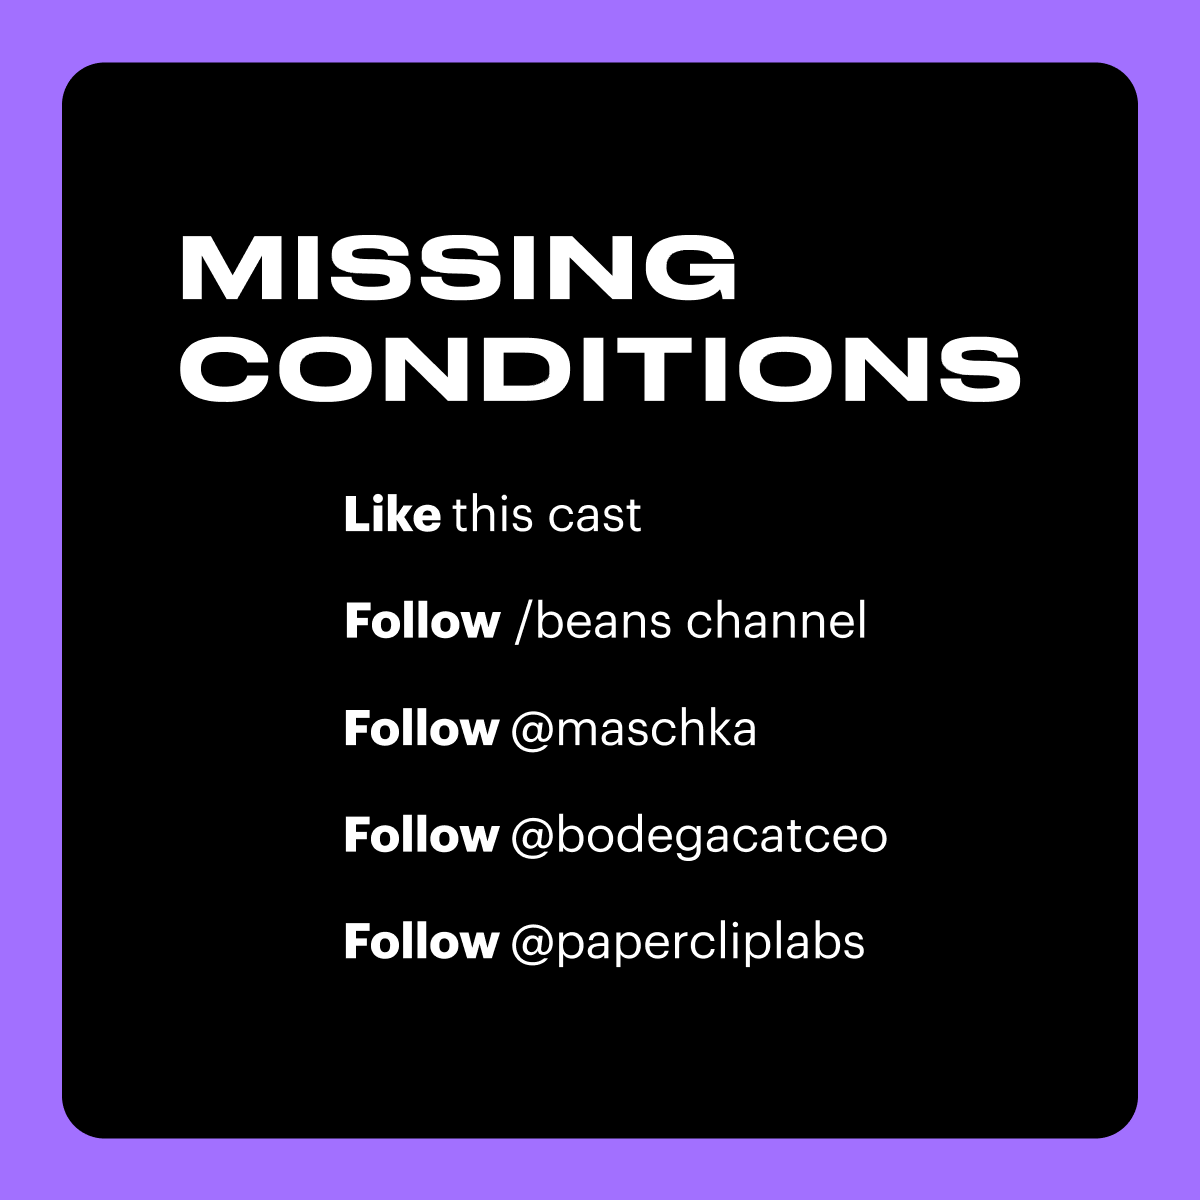 MISSING
CONDITIONS
Like this cast
Follow /beans channel
Follow @maschka
Follow @bodegacatceo
Follow @papercliplabs